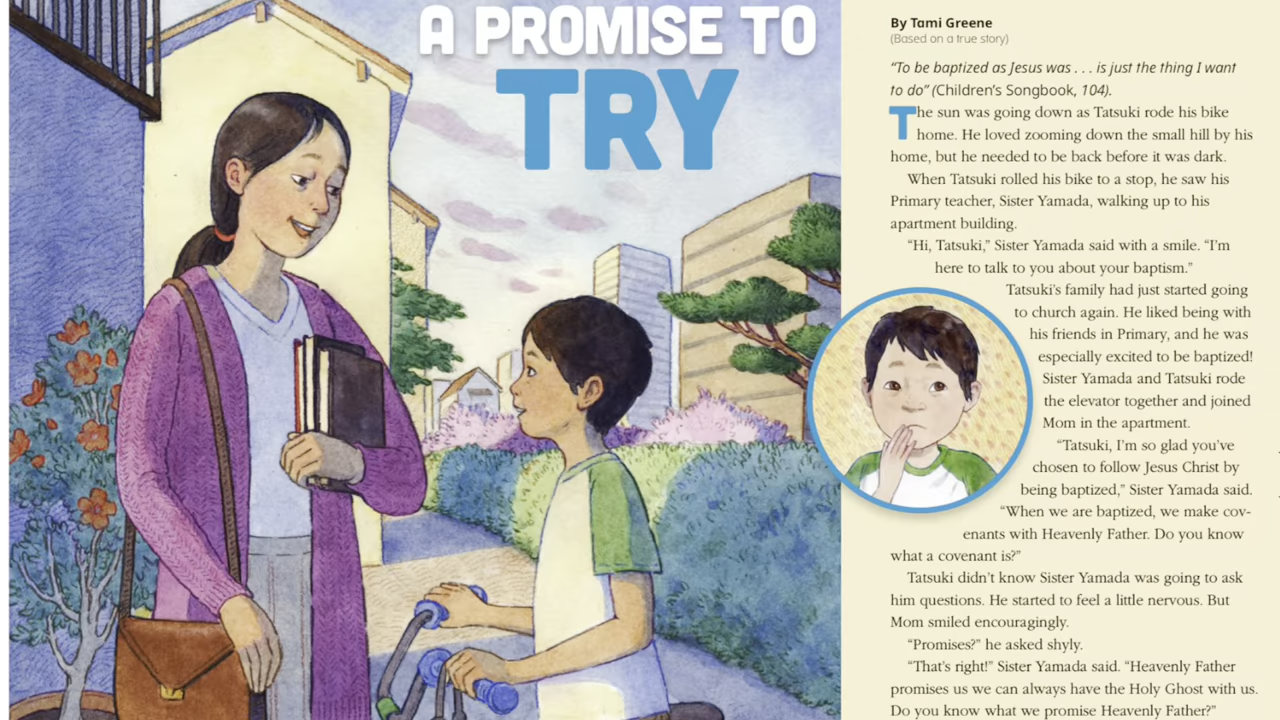 A PROMISE TO
TRY
By Tami Greene
(Based on a true story)
“To be baptized as Jesus was . . . is just the thing I want
to do” (Children’s Songbook, 104).
The sun was going down as Tatsuki rode his bike
home. He loved zooming down the small hill by his
home, but he needed to be back before it was dark.
When Tatsuki rolled his bike to a stop, he saw his
Primary teacher, Sister Yamada, walking up to his
apartment building.
“Hi, Tatsuki,” Sister Yamada said with a smile. “I’m
here to talk to you about your baptism.”
Tatsuki’s family had just started going
to church again. He liked being with
his friends in Primary, and he was
especially excited to be baptized!
Sister Yamada and Tatsuki rode
the elevator together and joined
Mom in the apartment.
“Tatsuki, I’m so glad you’ve
chosen to follow Jesus Christ by
being baptized,” Sister Yamada said.
“When we are baptized, we make cov-
enants with Heavenly Father. Do you know
what a covenant is?”
Tatsuki didn’t know Sister Yamada was going to ask
him questions. He started to feel a little nervous. But
Mom smiled encouragingly.
“Promises?” he asked shyly.
“That’s right!” Sister Yamada said. “Heavenly Father
promises us we can always have the Holy Ghost with us.
Do you know what we promise Heavenly Father?”